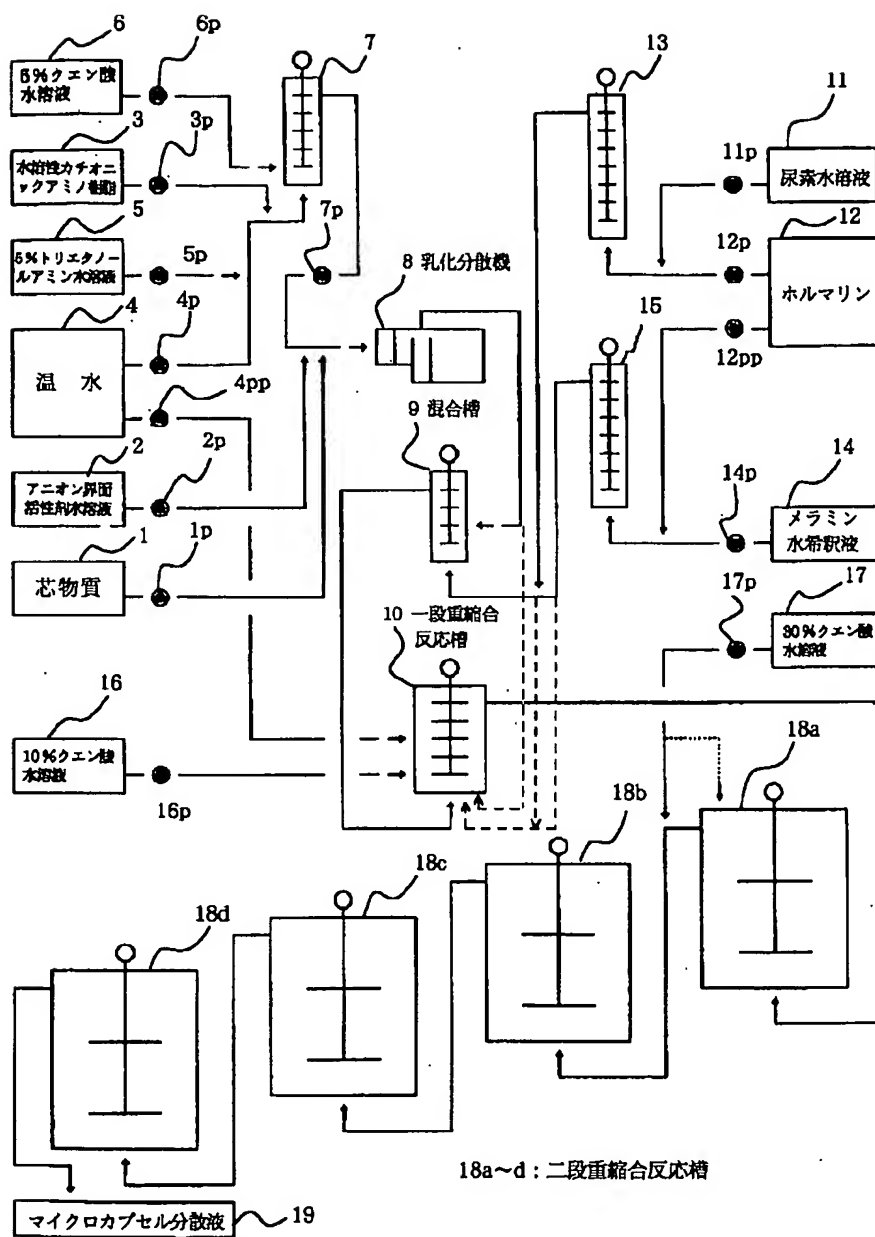 6
6p
5%クエン酸
水溶液
3
3p
水溶性カチオニ
ックアミノ樹脂
5
5p
5%トリエタノー
ルアミン水溶液
4
4p
温水
4pp
2
2p
アニオン界面
活性剤水溶液
1
1p
芯物質
16
10%クエン酸
水溶液
16p
7
7p
8 乳化分散機
9 混合槽
10 一段重縮合
反応槽
13
11
11p
尿素水溶液
12
12p
ホルマリン
12pp
15
14
14p
メラミン
水希釈液
17p
17
30%クエン酸
水溶液
18a
18b
18c
18d
18a~d:二段重縮合反応槽
マイクロカプセル分散液
19